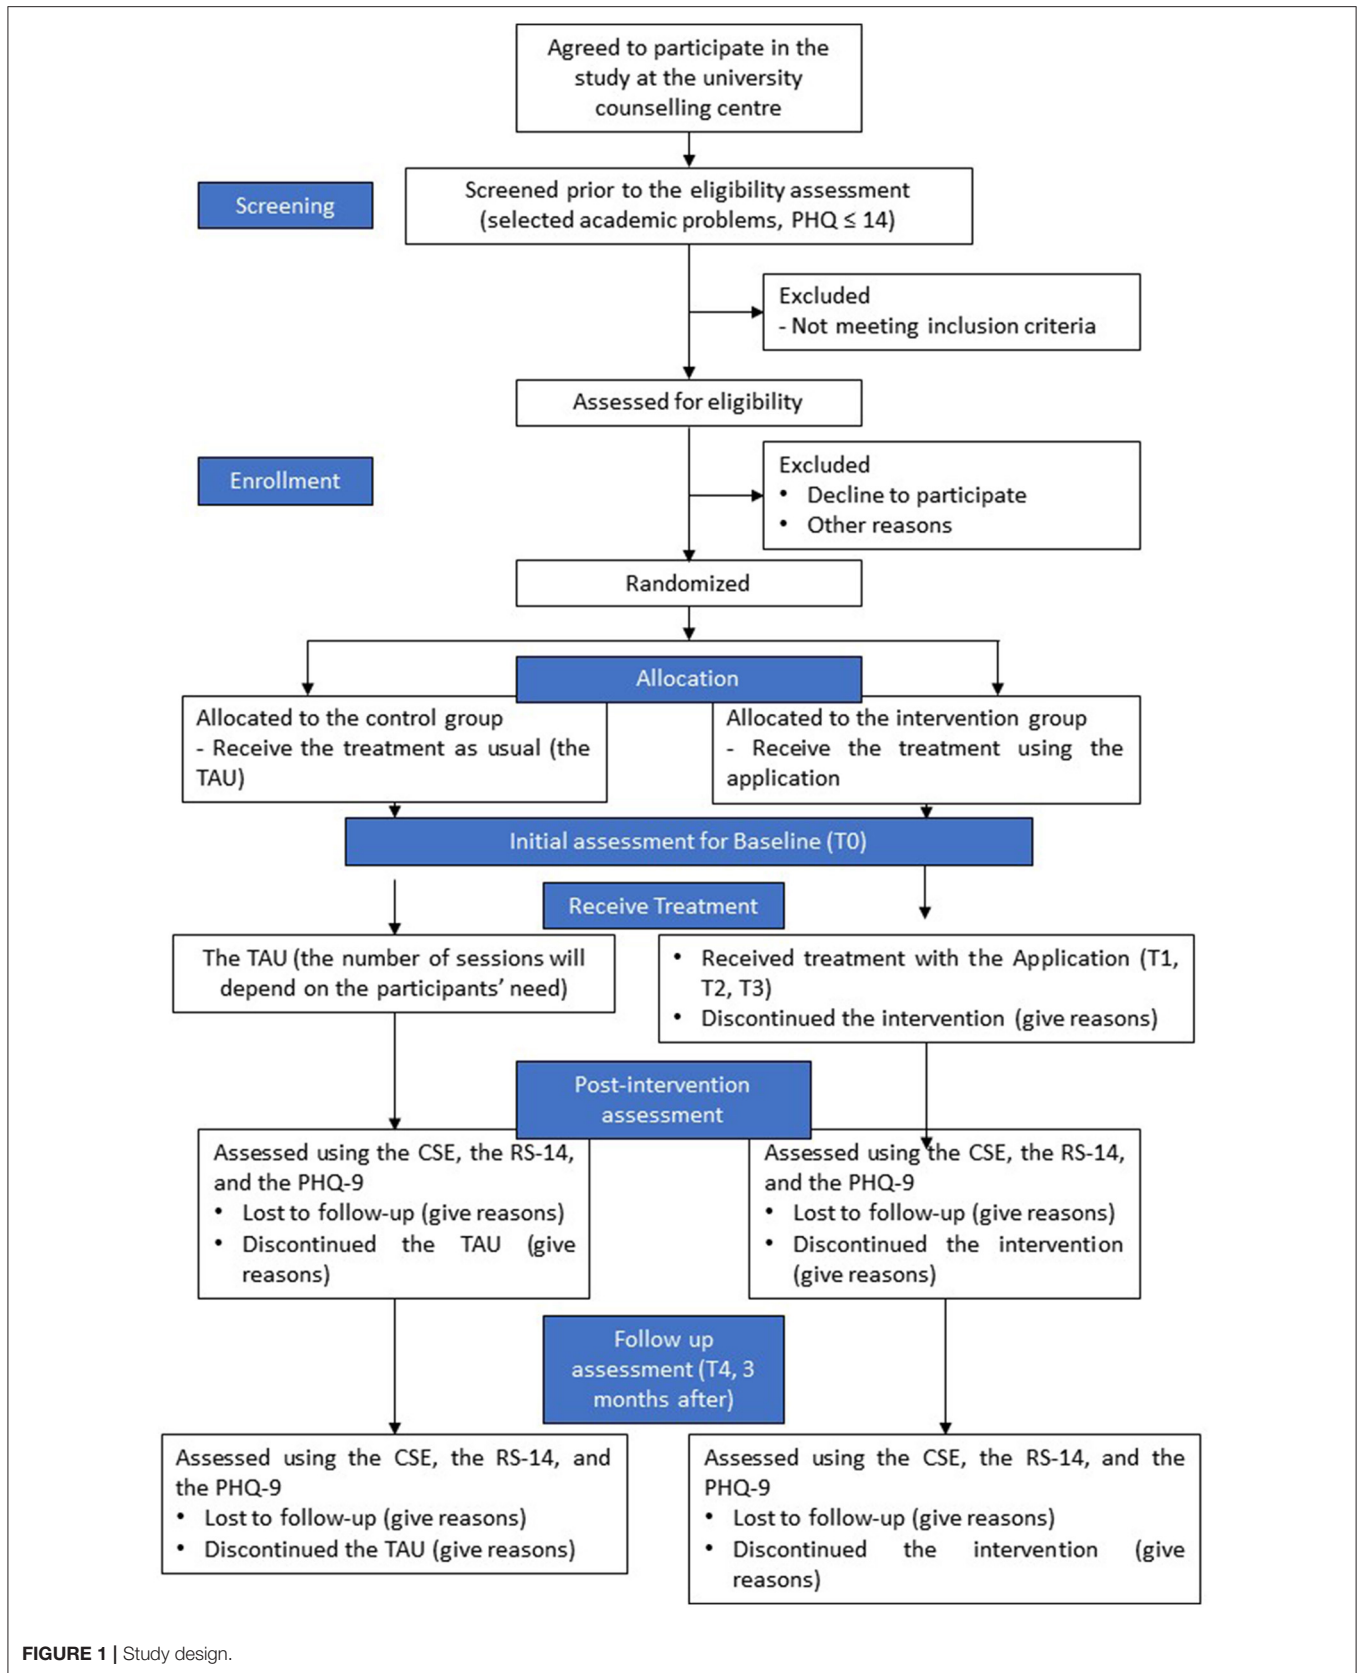 Agreed to participate in the
study at the university
counselling centre
Screening
Screened prior to the eligibility assessment
(selected academic problems, PHQ ≤ 14)
Excluded
- Not meeting inclusion criteria
Assessed for eligibility
Enrollment
Excluded
• Decline to participate
• Other reasons
Randomized
Allocation
Allocated to the control group
- Receive the treatment as usual (the
TAU)
Allocated to the intervention group
- Receive the treatment using the
application
Initial assessment for Baseline (T0)
Receive Treatment
The TAU (the number of sessions will
depend on the participants’ need)
• Received treatment with the Application (T1,
T2, T3)
• Discontinued the intervention (give reasons)
Post-intervention
assessment
Assessed using the CSE, the RS-14,
and the PHQ-9
• Lost to follow-up (give reasons)
• Discontinued the TAU (give
reasons)
Assessed using the CSE, the RS-14,
and the PHQ-9
• Lost to follow-up (give reasons)
• Discontinued the intervention
(give reasons)
Follow up
assessment (T4, 3
months after)
Assessed using the CSE, the RS-14, and
the PHQ-9
• Lost to follow-up (give reasons)
• Discontinued the TAU (give reasons)
Assessed using the CSE, the RS-14, and the
PHQ-9
• Lost to follow-up (give reasons)
• Discontinued the intervention (give
reasons)
FIGURE 1 | Study design.